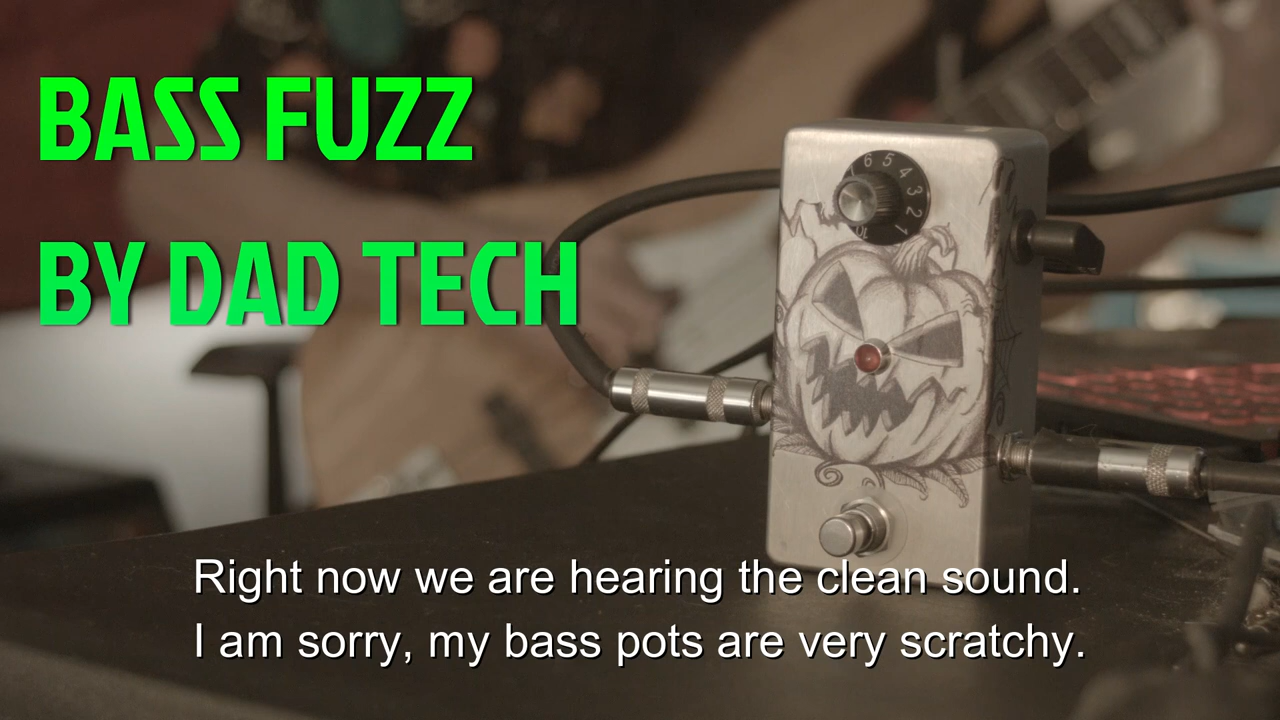 BASS FUZZ
BY DAD TECH
6 5 4 3 2 1
10
Right now we are hearing the clean sound.
I am sorry, my bass pots are very scratchy.